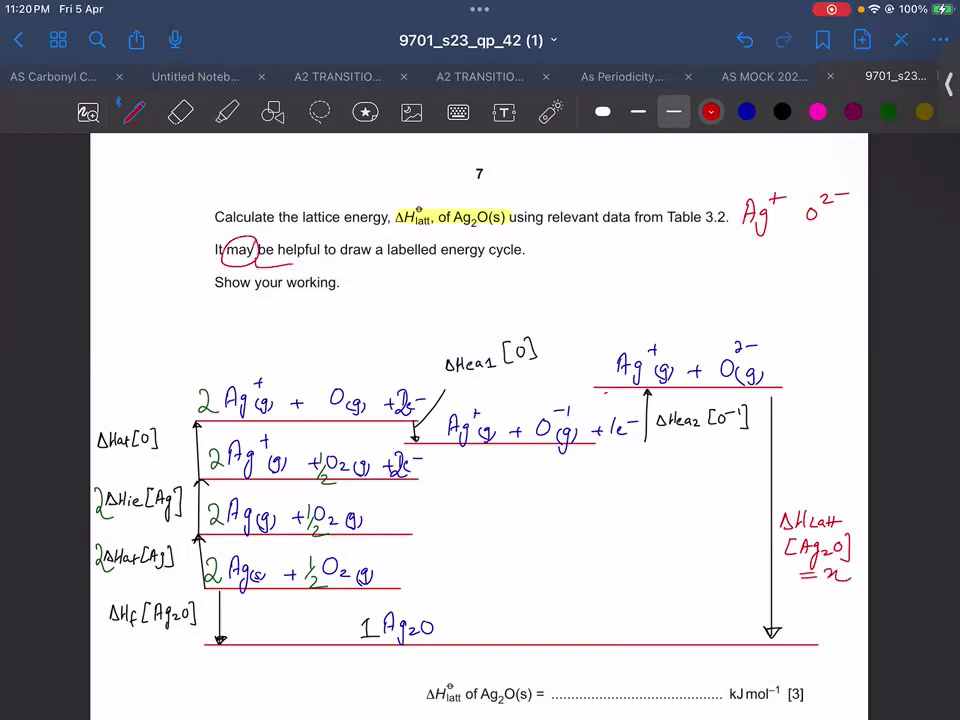 11:20PM Fri 5 Apr
100%
9701_s23_qp_42 (1)
AS Carbonyl C...
Untitled Noteb...
A2 TRANSITIO...
A2 TRANSITIO...
As Periodicity...
AS MOCK 202...
9701_s23...
7
Calculate the lattice energy, ΔH⦵latt, of Ag₂O(s) using relevant data from Table 3.2.
Ag⁺ O²⁻
It may be helpful to draw a labelled energy cycle.
Show your working.
ΔHea1 [O]
Ag⁺(g) + O²⁻(g)
2Ag⁺(g) + O(g) + 2e⁻
Ag⁺(g) + O⁻¹(g) + 1e⁻
ΔHea2 [O⁻¹]
ΔHat[O]
2Ag⁺(g) + ½O₂(g) + 2e⁻
2ΔHie[Ag]
2Ag(g) + ½O₂(g)
ΔHlatt
[Ag₂O]
= x
2ΔHat[Ag]
2Ag(s) + ½O₂(g)
ΔHf[Ag₂O]
1 Ag₂O
ΔH⦵latt of Ag₂O(s) = ............................................ kJ mol⁻¹ [3]